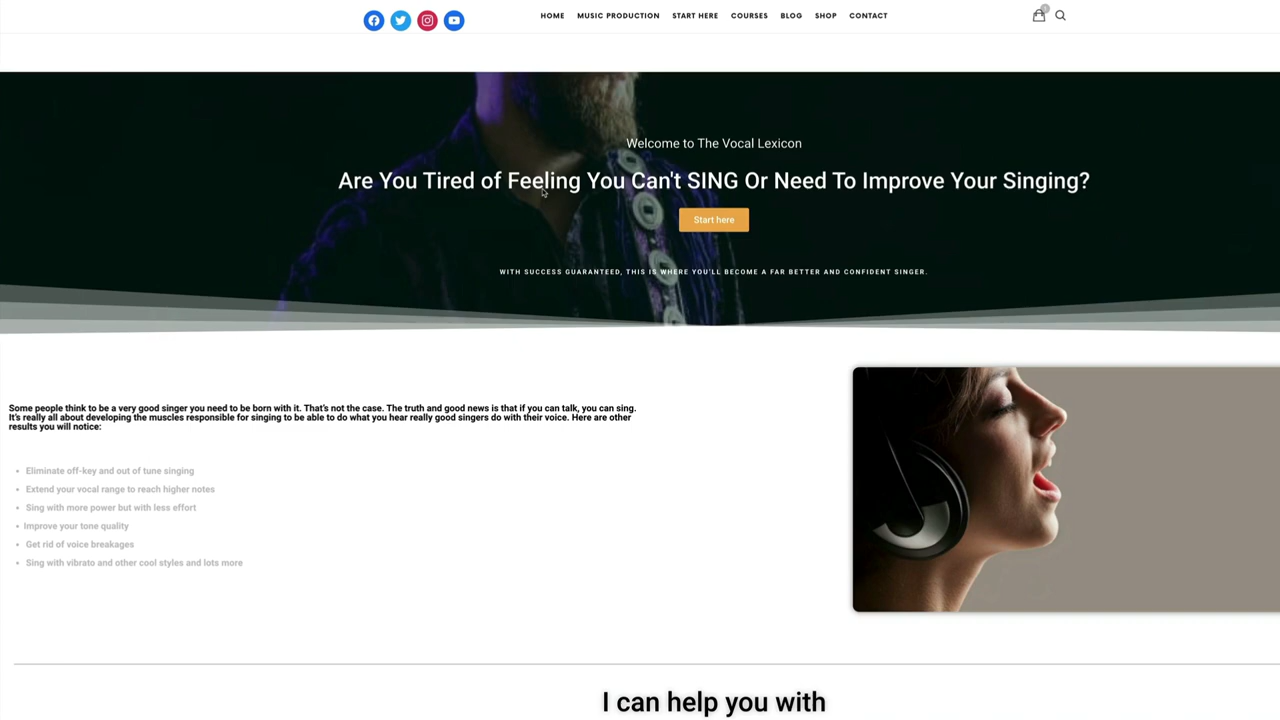 HOME MUSIC PRODUCTION START HERE COURSES BLOG SHOP CONTACT
Welcome to The Vocal Lexicon
Are You Tired of Feeling You Can't SING Or Need To Improve Your Singing?
Start here
WITH SUCCESS GUARANTEED, THIS IS WHERE YOU'LL BECOME A FAR BETTER AND CONFIDENT SINGER.
Some people think to be a very good singer you need to be born with it. That's not the case. The truth and good news is that if you can talk, you can sing.
It's really all about developing the muscles responsible for singing to be able to do what you hear really good singers do with their voice. Here are other
results you will notice:
• Eliminate off-key and out of tune singing
• Extend your vocal range to reach higher notes
• Sing with more power but with less effort
• Improve your tone quality
• Get rid of voice breakages
• Sing with vibrato and other cool styles and lots more
I can help you with